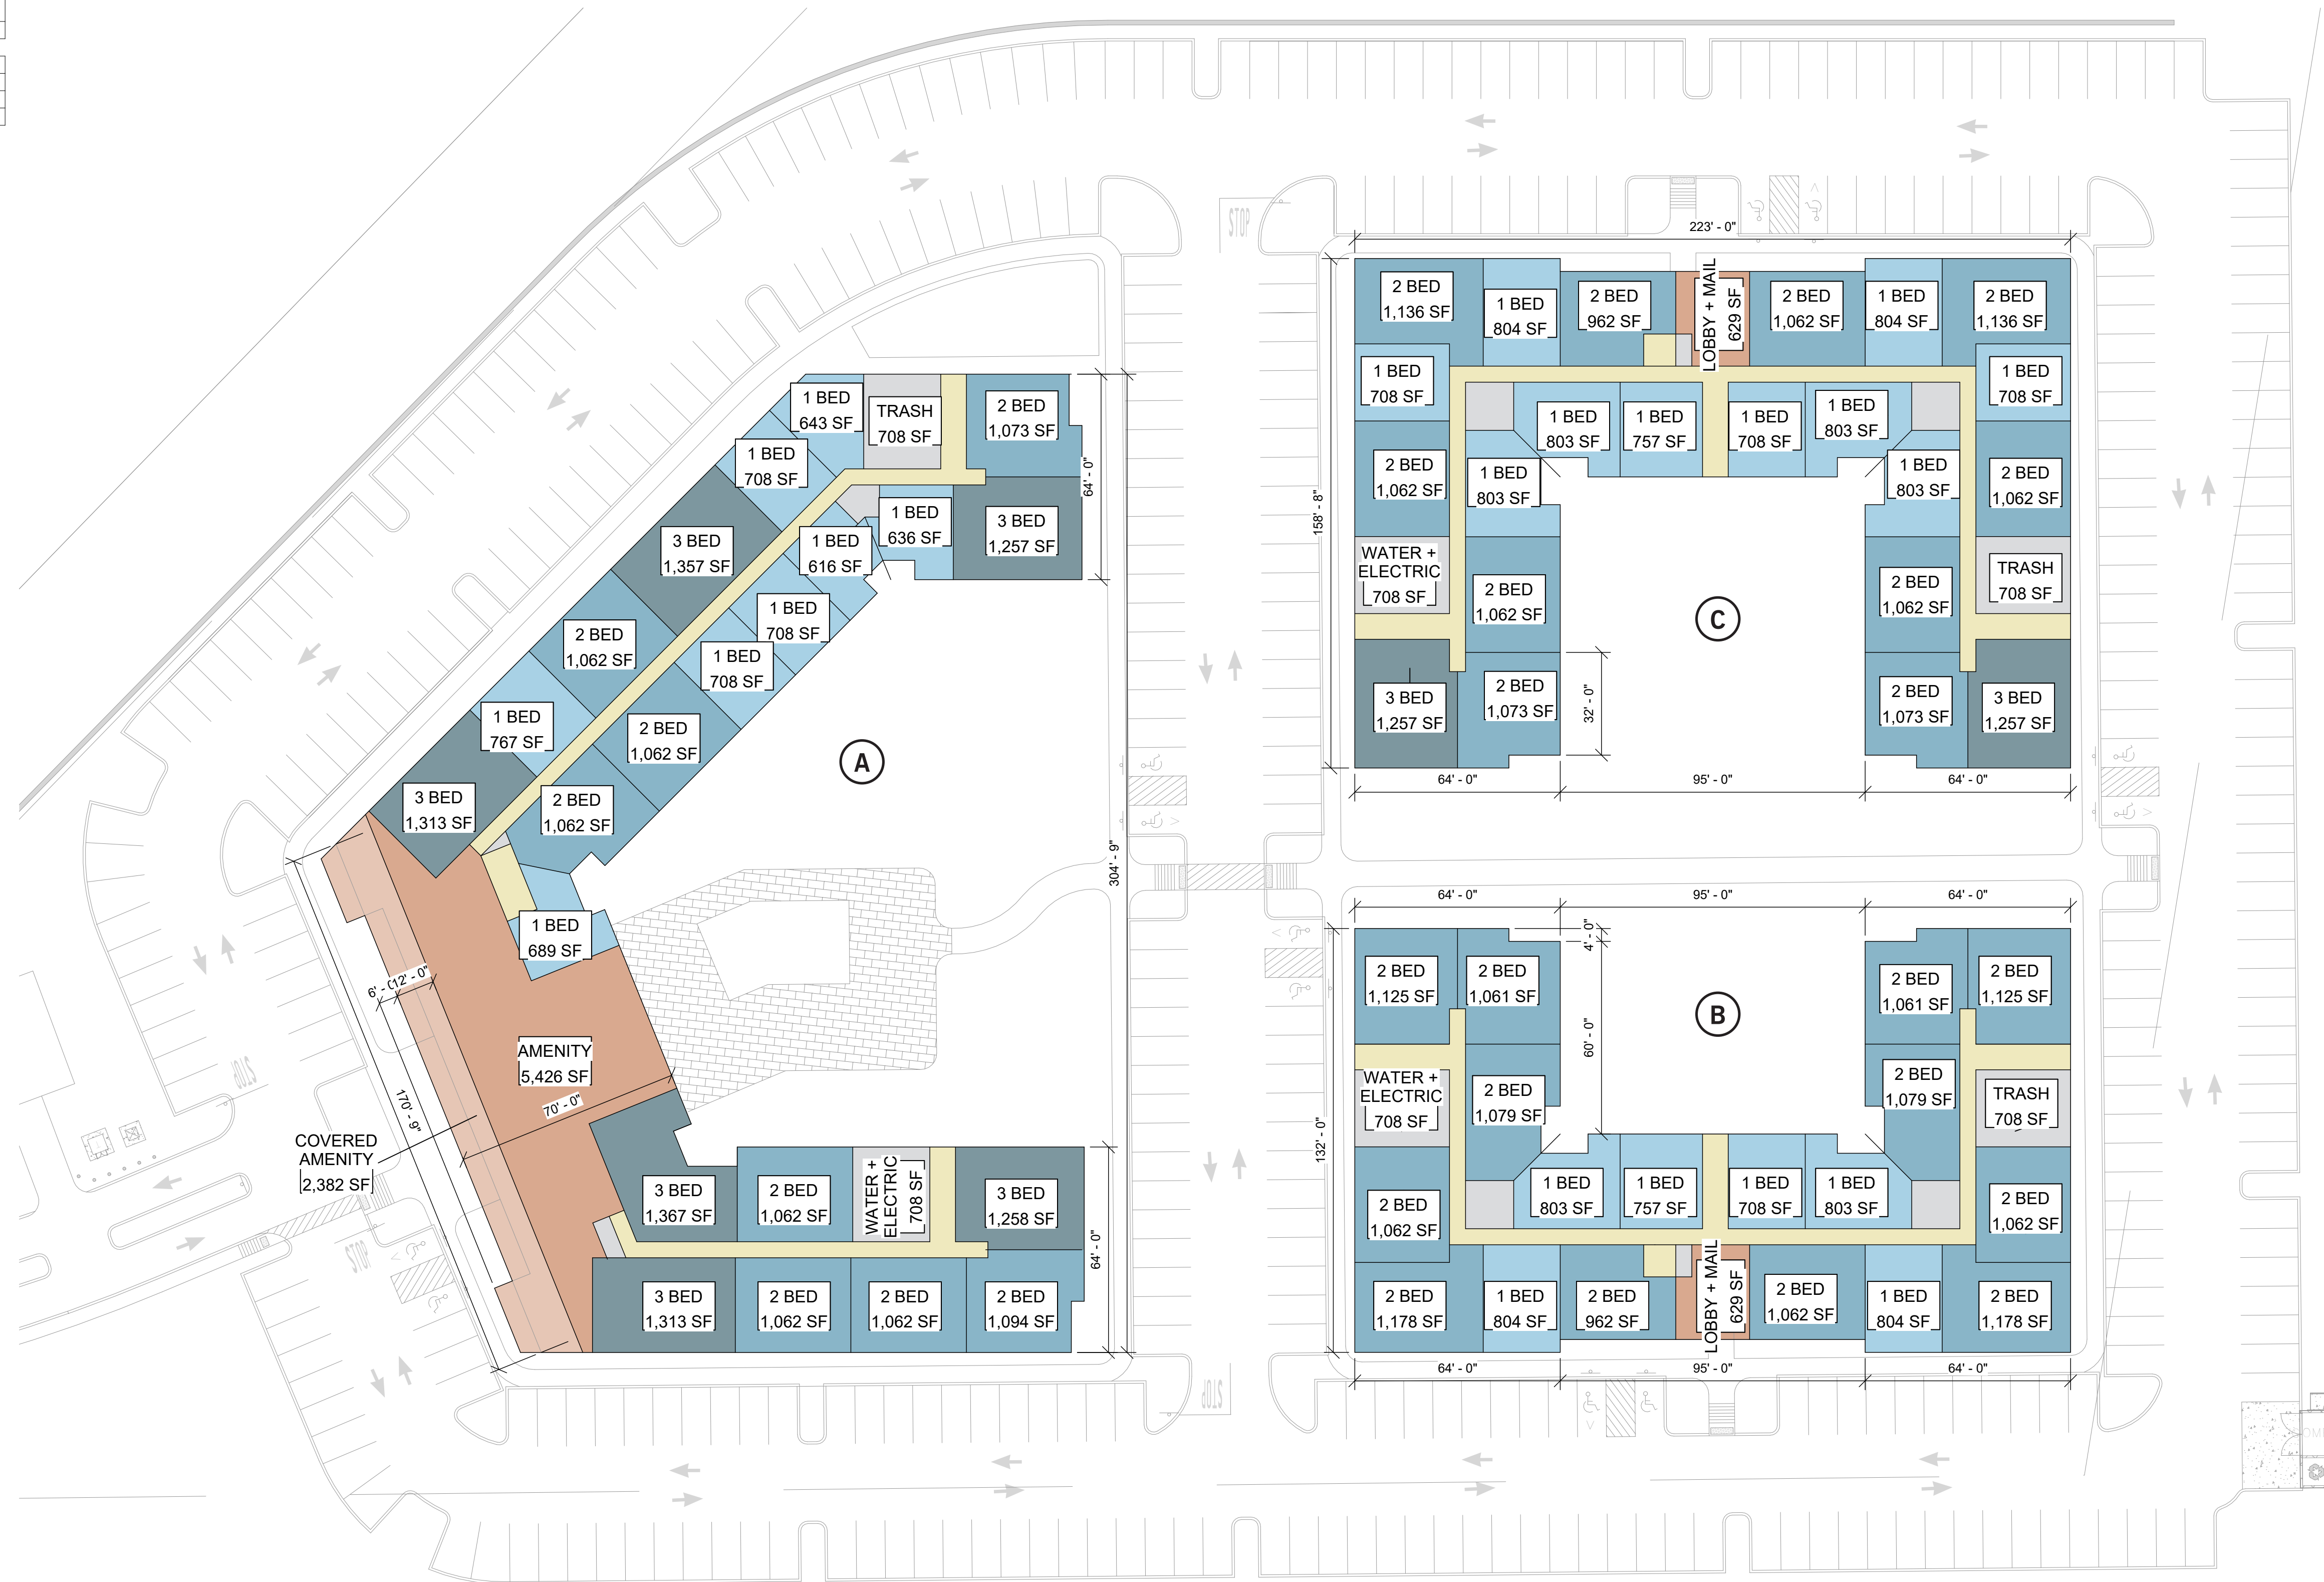 223' - 0"
STOP
2 BED
1,136 SF
1 BED
804 SF
2 BED
962 SF
LOBBY + MAIL
629 SF
2 BED
1,062 SF
1 BED
804 SF
2 BED
1,136 SF
1 BED
708 SF
1 BED
803 SF
1 BED
757 SF
1 BED
708 SF
1 BED
803 SF
1 BED
708 SF
2 BED
1,062 SF
1 BED
803 SF
1 BED
803 SF
2 BED
1,062 SF
158' - 8"
WATER +
ELECTRIC
708 SF
2 BED
1,062 SF
C
2 BED
1,062 SF
TRASH
708 SF
3 BED
1,257 SF
2 BED
1,073 SF
32' - 0"
2 BED
1,073 SF
3 BED
1,257 SF
64' - 0"
95' - 0"
64' - 0"
1 BED
643 SF
TRASH
708 SF
2 BED
1,073 SF
1 BED
708 SF
64' - 0"
3 BED
1,357 SF
1 BED
616 SF
1 BED
636 SF
3 BED
1,257 SF
2 BED
1,062 SF
1 BED
708 SF
1 BED
708 SF
1 BED
767 SF
2 BED
1,062 SF
A
3 BED
1,313 SF
2 BED
1,062 SF
304' - 9"
1 BED
689 SF
6' - 0"
12' - 0"
AMENITY
5,426 SF
70' - 0"
170' - 9"
STOP
COVERED
AMENITY
2,382 SF
STOP
3 BED
1,367 SF
2 BED
1,062 SF
WATER +
ELECTRIC
708 SF
3 BED
1,258 SF
64' - 0"
3 BED
1,313 SF
2 BED
1,062 SF
2 BED
1,062 SF
2 BED
1,094 SF
STOP
64' - 0"
95' - 0"
64' - 0"
4' - 0"
2 BED
1,125 SF
2 BED
1,061 SF
B
2 BED
1,061 SF
2 BED
1,125 SF
60' - 0"
132' - 0"
WATER +
ELECTRIC
708 SF
2 BED
1,079 SF
2 BED
1,079 SF
TRASH
708 SF
2 BED
1,062 SF
1 BED
803 SF
1 BED
757 SF
1 BED
708 SF
1 BED
803 SF
2 BED
1,062 SF
2 BED
1,178 SF
1 BED
804 SF
2 BED
962 SF
LOBBY + MAIL
629 SF
2 BED
1,062 SF
1 BED
804 SF
2 BED
1,178 SF
64' - 0"
95' - 0"
64' - 0"